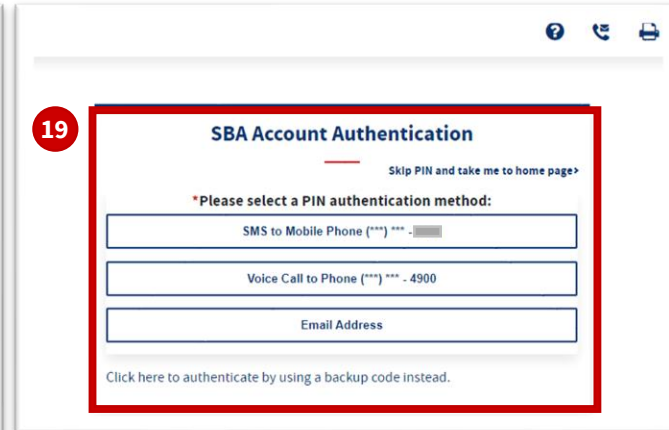 19
SBA Account Authentication
Skip PIN and take me to home page>
*Please select a PIN authentication method:
SMS to Mobile Phone (***) *** -
Voice Call to Phone (***) *** - 4900
Email Address
Click here to authenticate by using a backup code instead.